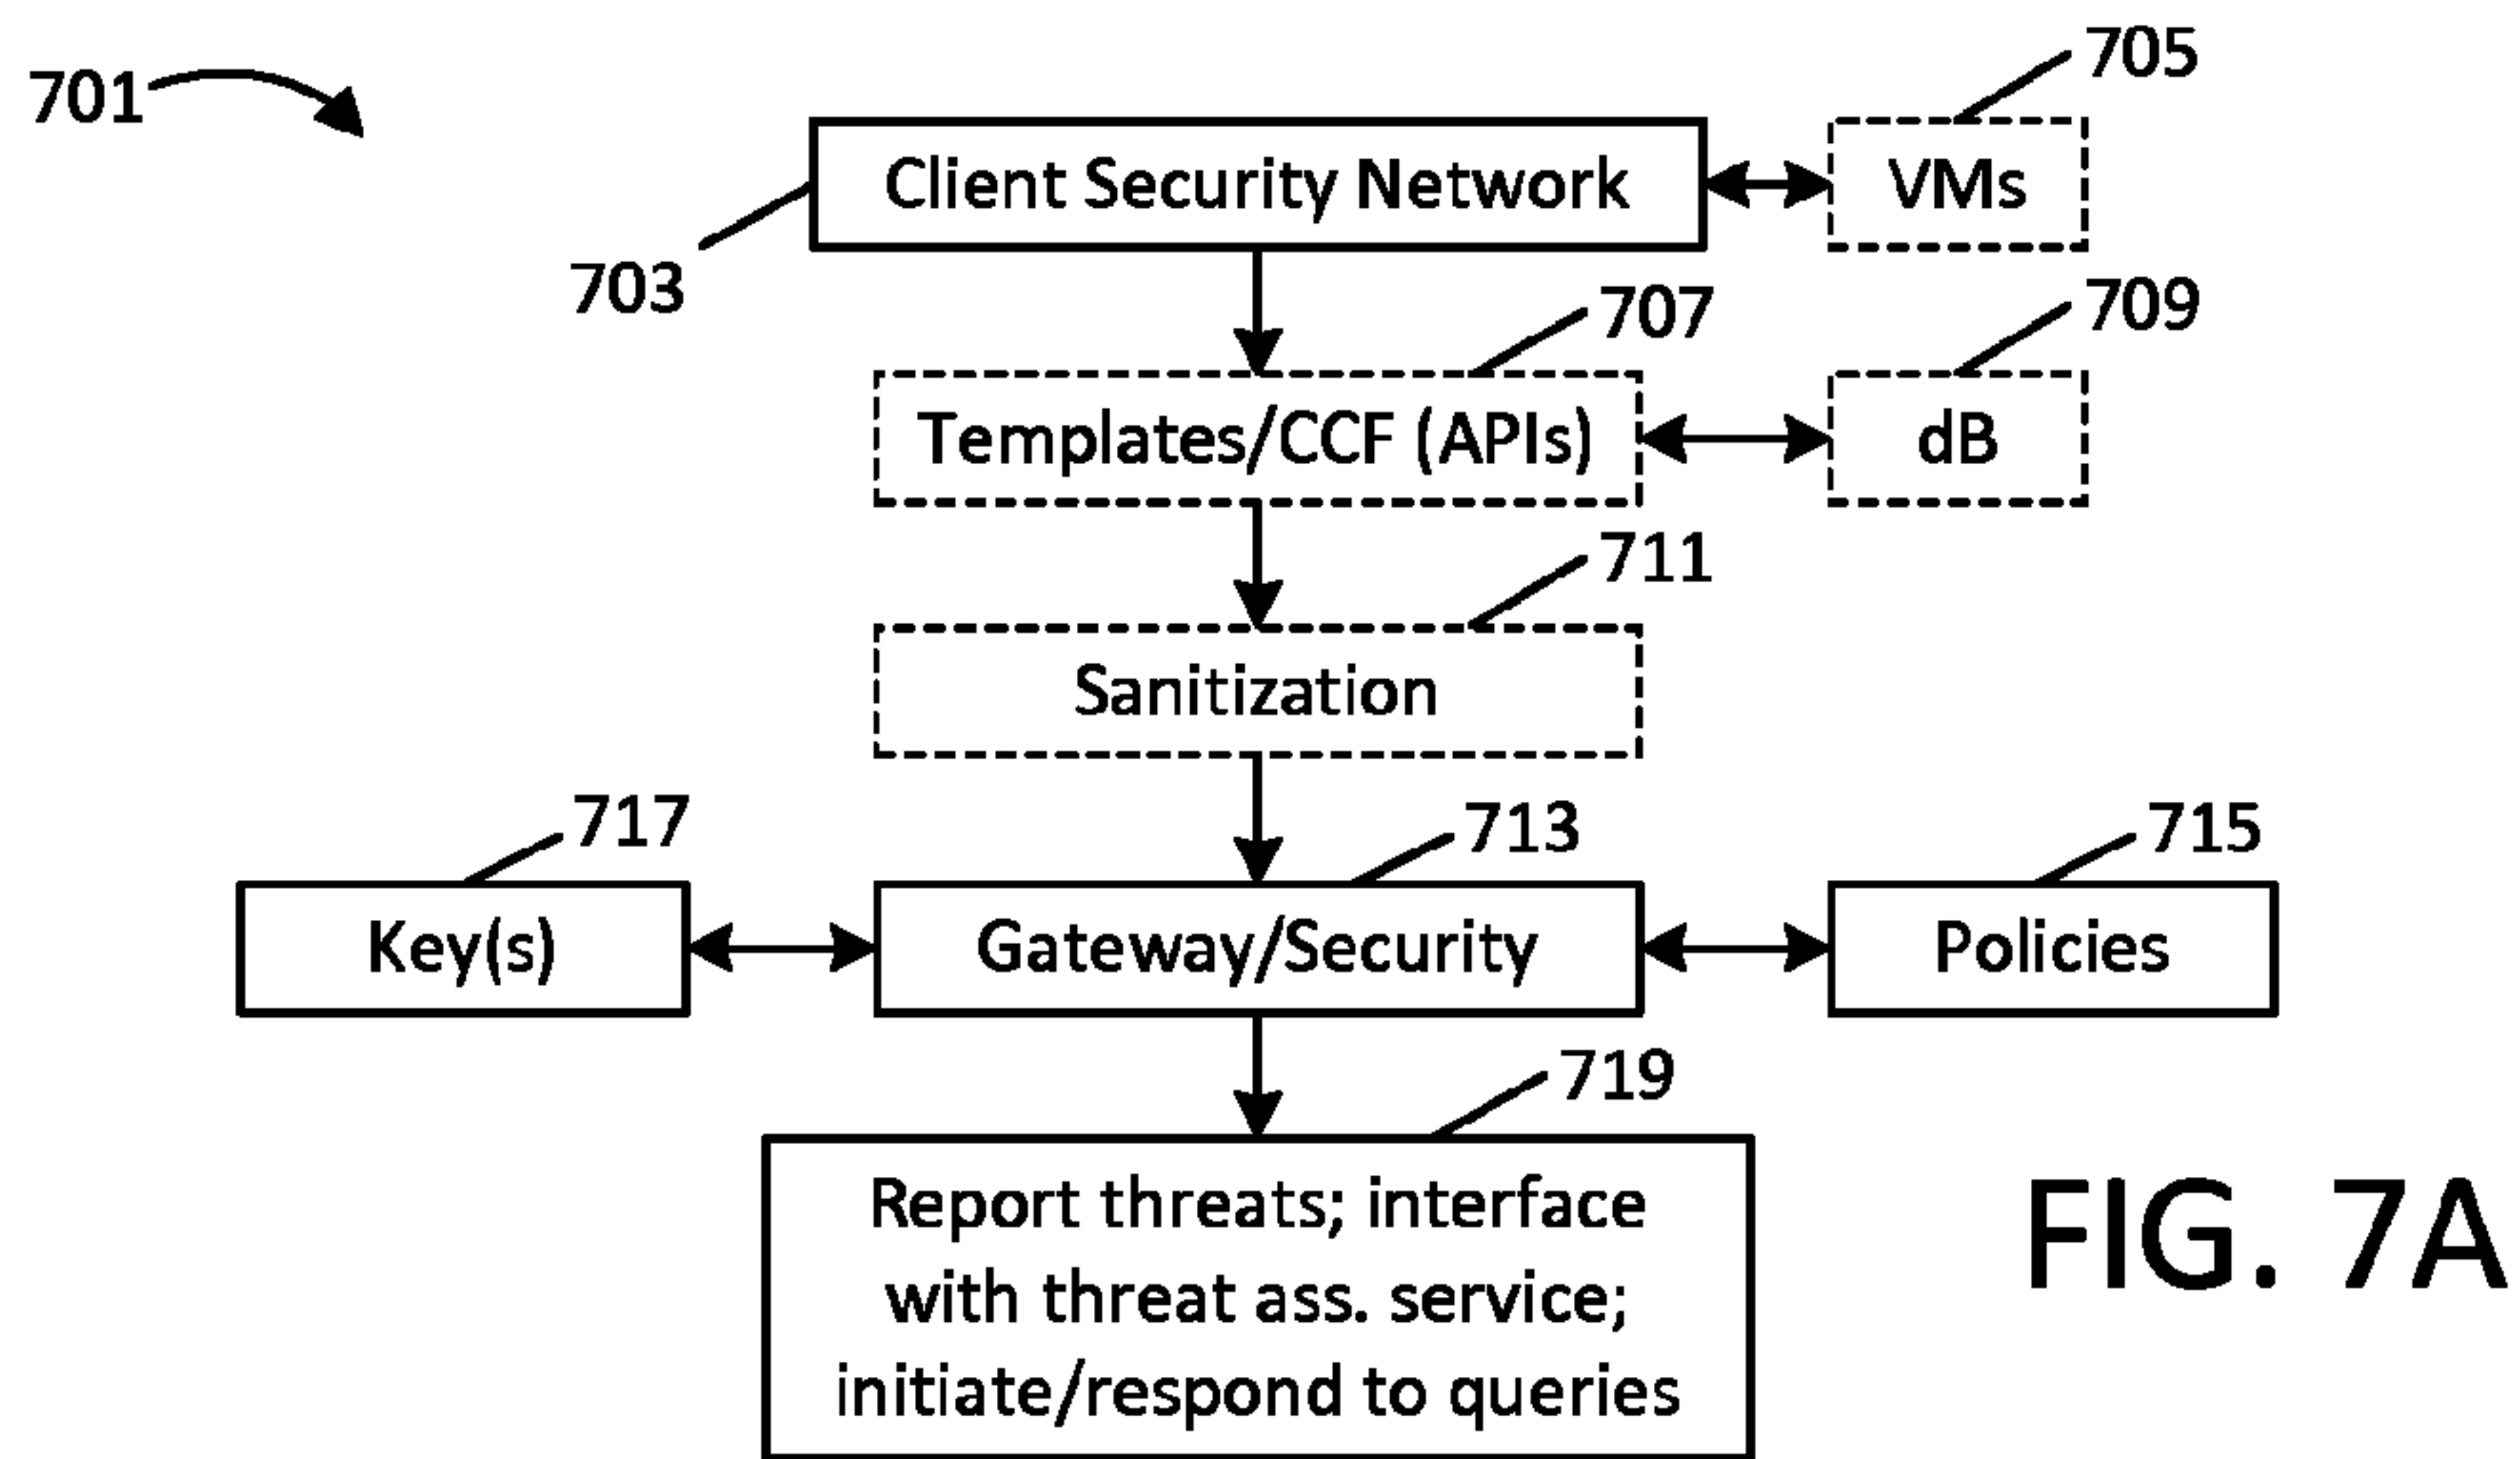 701
705
Client Security Network
VMs
703
707
709
Templates/CCF (APIs)
dB
711
Sanitization
717
713
715
Key(s)
Gateway/Security
Policies
719
Report threats; interface
with threat ass. service;
initiate/respond to queries
FIG. 7A